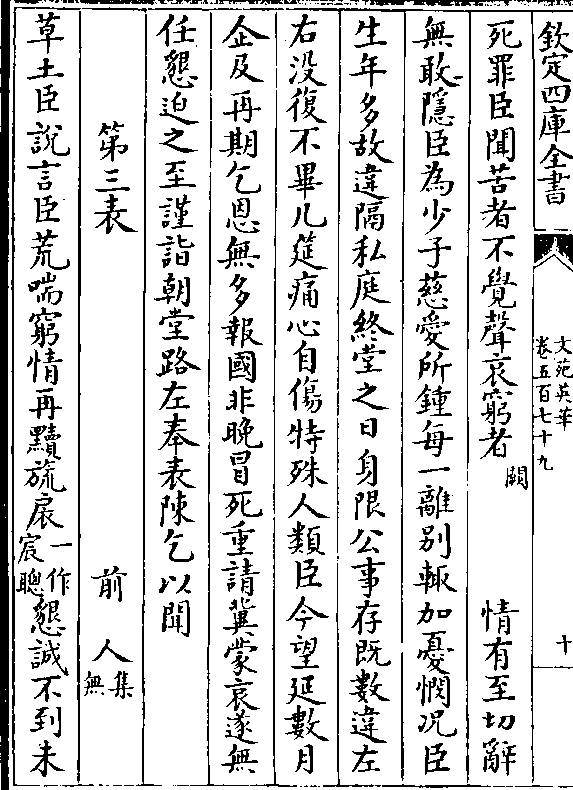 欽定四庫全書
文苑英華
卷五百七十九
十
死罪臣聞苦者不覺聲哀窮者闕情有至切辭
無敢隱臣為少子慈愛所鍾每一離別輒加憂憫况臣
生年多故違隔私庭終堂之日身限公事存既數違左
右没復不畢几筵痛心自傷特殊人類臣今望延數月
企及再期乞恩無多報國非晚冒死重請冀蒙哀遂無
任懇迫之至謹詣朝堂路左奉表陳乞以聞
第三表 前人集無
草土臣說言臣荒喘窮情再黷旒扆一作宸聰懇誠不到未